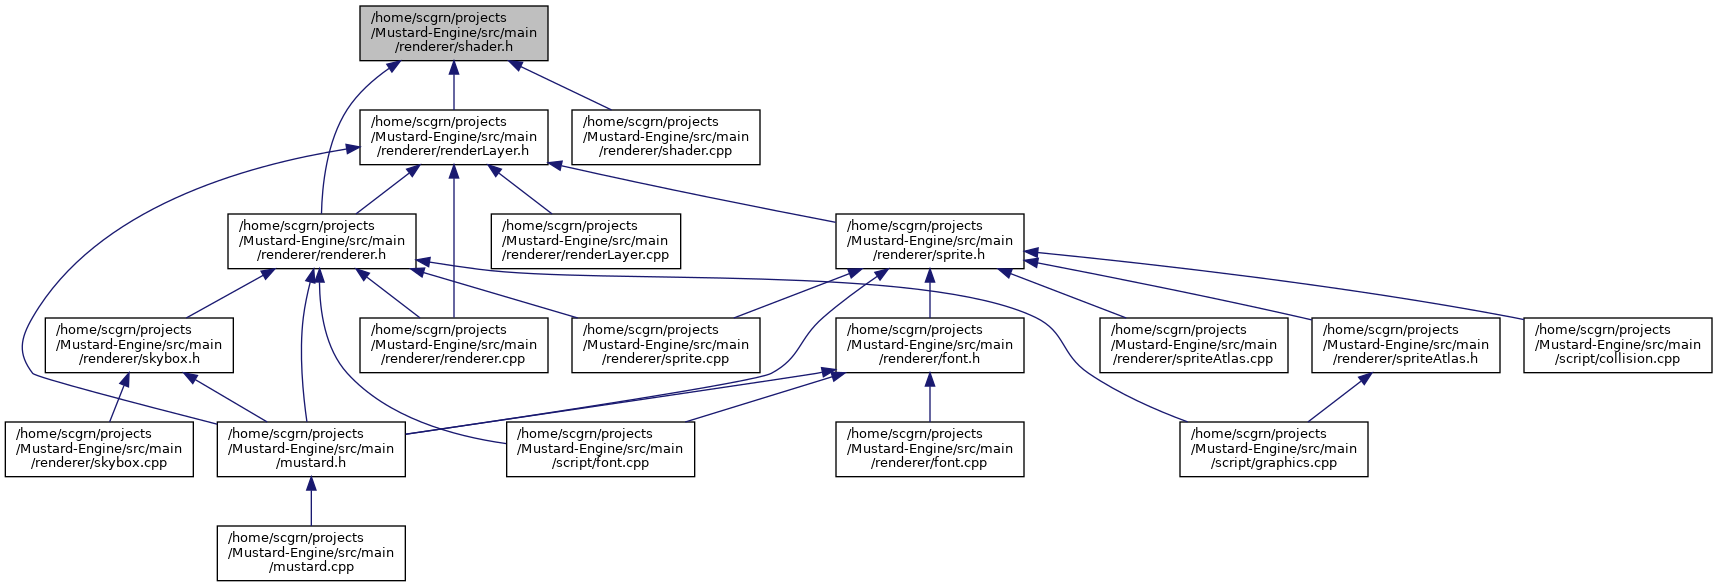 /home/scgrn/projects
/Mustard-Engine/src/main
/renderer/shader.h
/home/scgrn/projects
/Mustard-Engine/src/main
/renderer/renderLayer.h
/home/scgrn/projects
/Mustard-Engine/src/main
/renderer/shader.cpp
/home/scgrn/projects
/Mustard-Engine/src/main
/renderer/renderer.h
/home/scgrn/projects
/Mustard-Engine/src/main
/renderer/renderLayer.cpp
/home/scgrn/projects
/Mustard-Engine/src/main
/renderer/sprite.h
/home/scgrn/projects
/Mustard-Engine/src/main
/renderer/skybox.h
/home/scgrn/projects
/Mustard-Engine/src/main
/renderer/renderer.cpp
/home/scgrn/projects
/Mustard-Engine/src/main
/renderer/sprite.cpp
/home/scgrn/projects
/Mustard-Engine/src/main
/renderer/font.h
/home/scgrn/projects
/Mustard-Engine/src/main
/renderer/spriteAtlas.cpp
/home/scgrn/projects
/Mustard-Engine/src/main
/renderer/spriteAtlas.h
/home/scgrn/projects
/Mustard-Engine/src/main
/script/collision.cpp
/home/scgrn/projects
/Mustard-Engine/src/main
/renderer/skybox.cpp
/home/scgrn/projects
/Mustard-Engine/src/main
/mustard.h
/home/scgrn/projects
/Mustard-Engine/src/main
/script/font.cpp
/home/scgrn/projects
/Mustard-Engine/src/main
/renderer/font.cpp
/home/scgrn/projects
/Mustard-Engine/src/main
/script/graphics.cpp
/home/scgrn/projects
/Mustard-Engine/src/main
/mustard.cpp